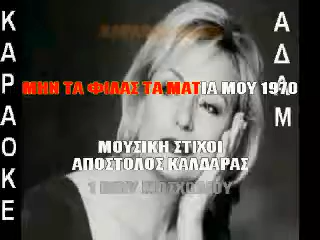 ΚΑΡΑΟΚΕ
ΑΔΑΜ
ΜΗΝ ΤΑ ΦΙΛΑΣ ΤΑ ΜΑΤΙΑ ΜΟΥ 1970
ΜΟΥΣΙΚΗ ΣΤΙΧΟΙ
ΑΠΟΣΤΟΛΟΣ ΚΑΛΔΑΡΑΣ